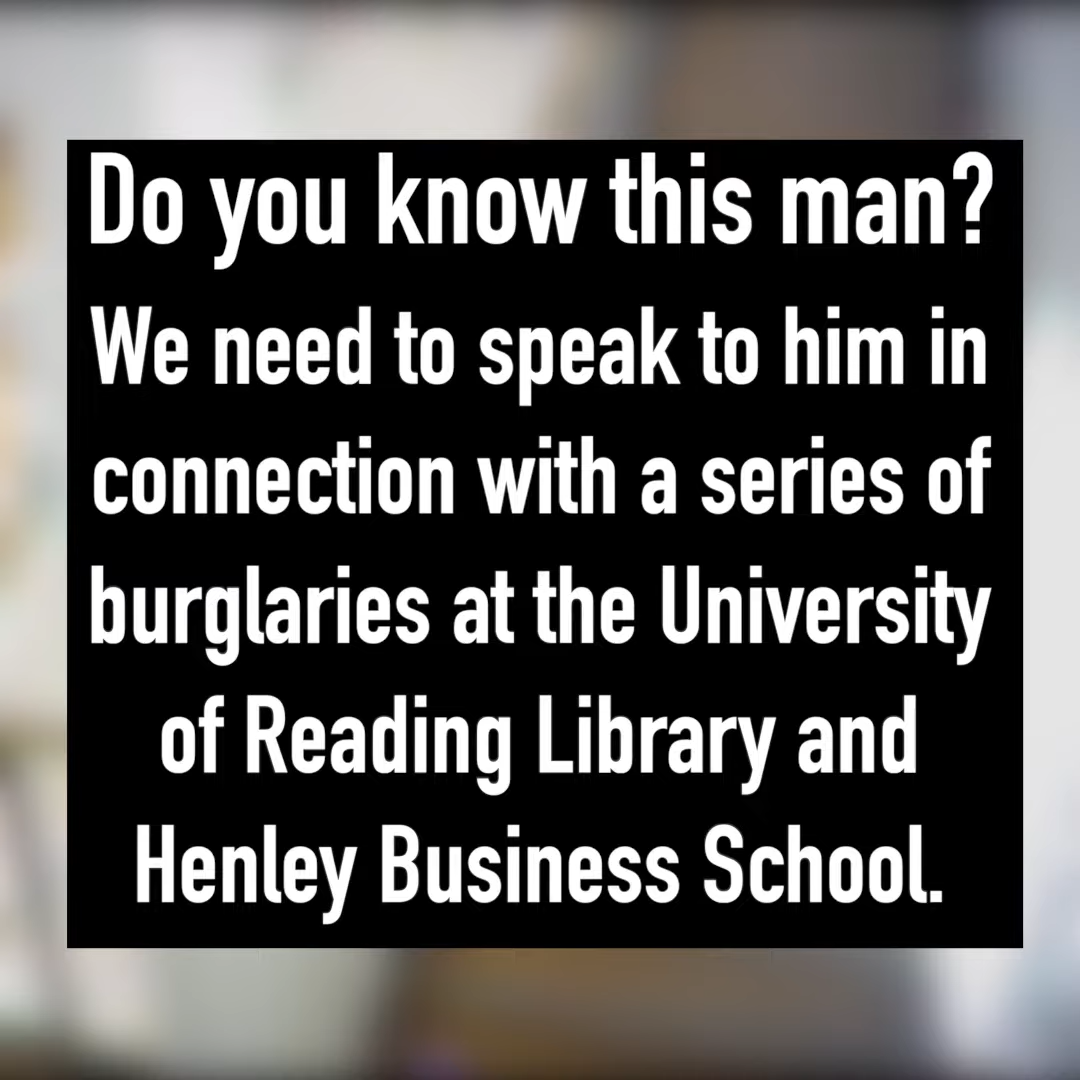 Do you know this man?
We need to speak to him in
connection with a series of
burglaries at the University
of Reading Library and
Henley Business School.